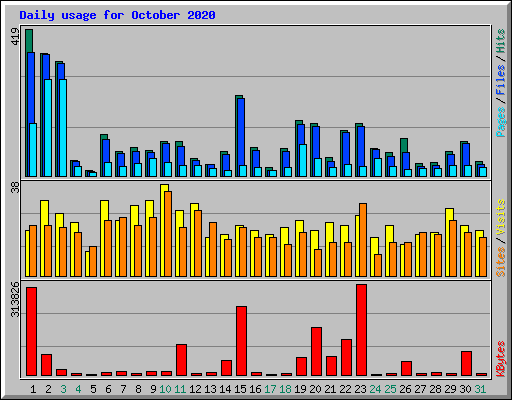 Daily usage for October 2020
419
Pages / Files / Hits
38
Sites / Visits
313826
KBytes
1 2 3 4 5 6 7 8 9 10 11 12 13 14 15 16 17 18 19 20 21 22 23 24 25 26 27 28 29 30 31